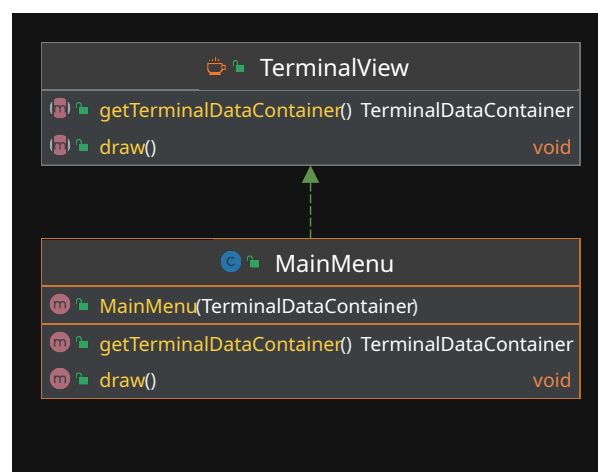 TerminalView
getTerminalDataContainer() TerminalDataContainer
draw() void
MainMenu
MainMenu(TerminalDataContainer)
getTerminalDataContainer() TerminalDataContainer
draw() void